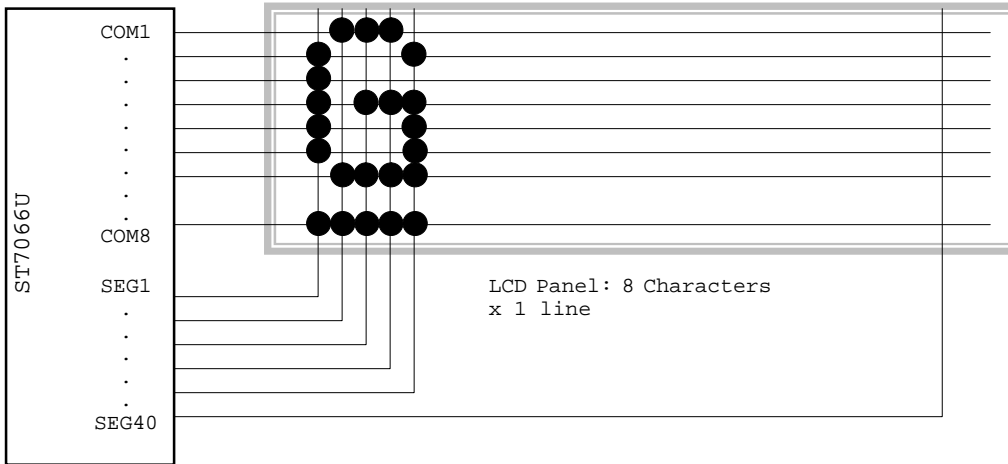 COM1
.
.
.
.
.
.
.
COM8
ST7066U
SEG1
.
.
.
.
.
SEG40
LCD Panel: 8 Characters
x 1 line